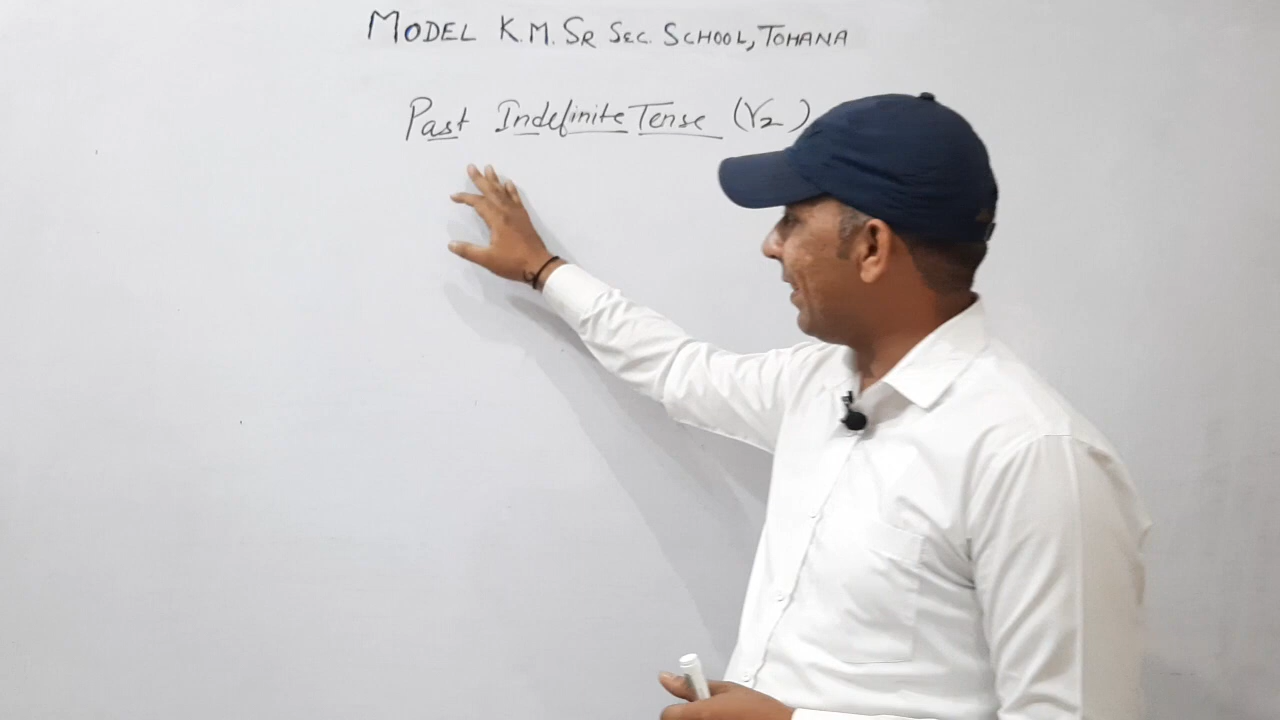 MODEL K.M. SR SEC. SCHOOL, TOHANA
Past Indefinite Tense (V2)